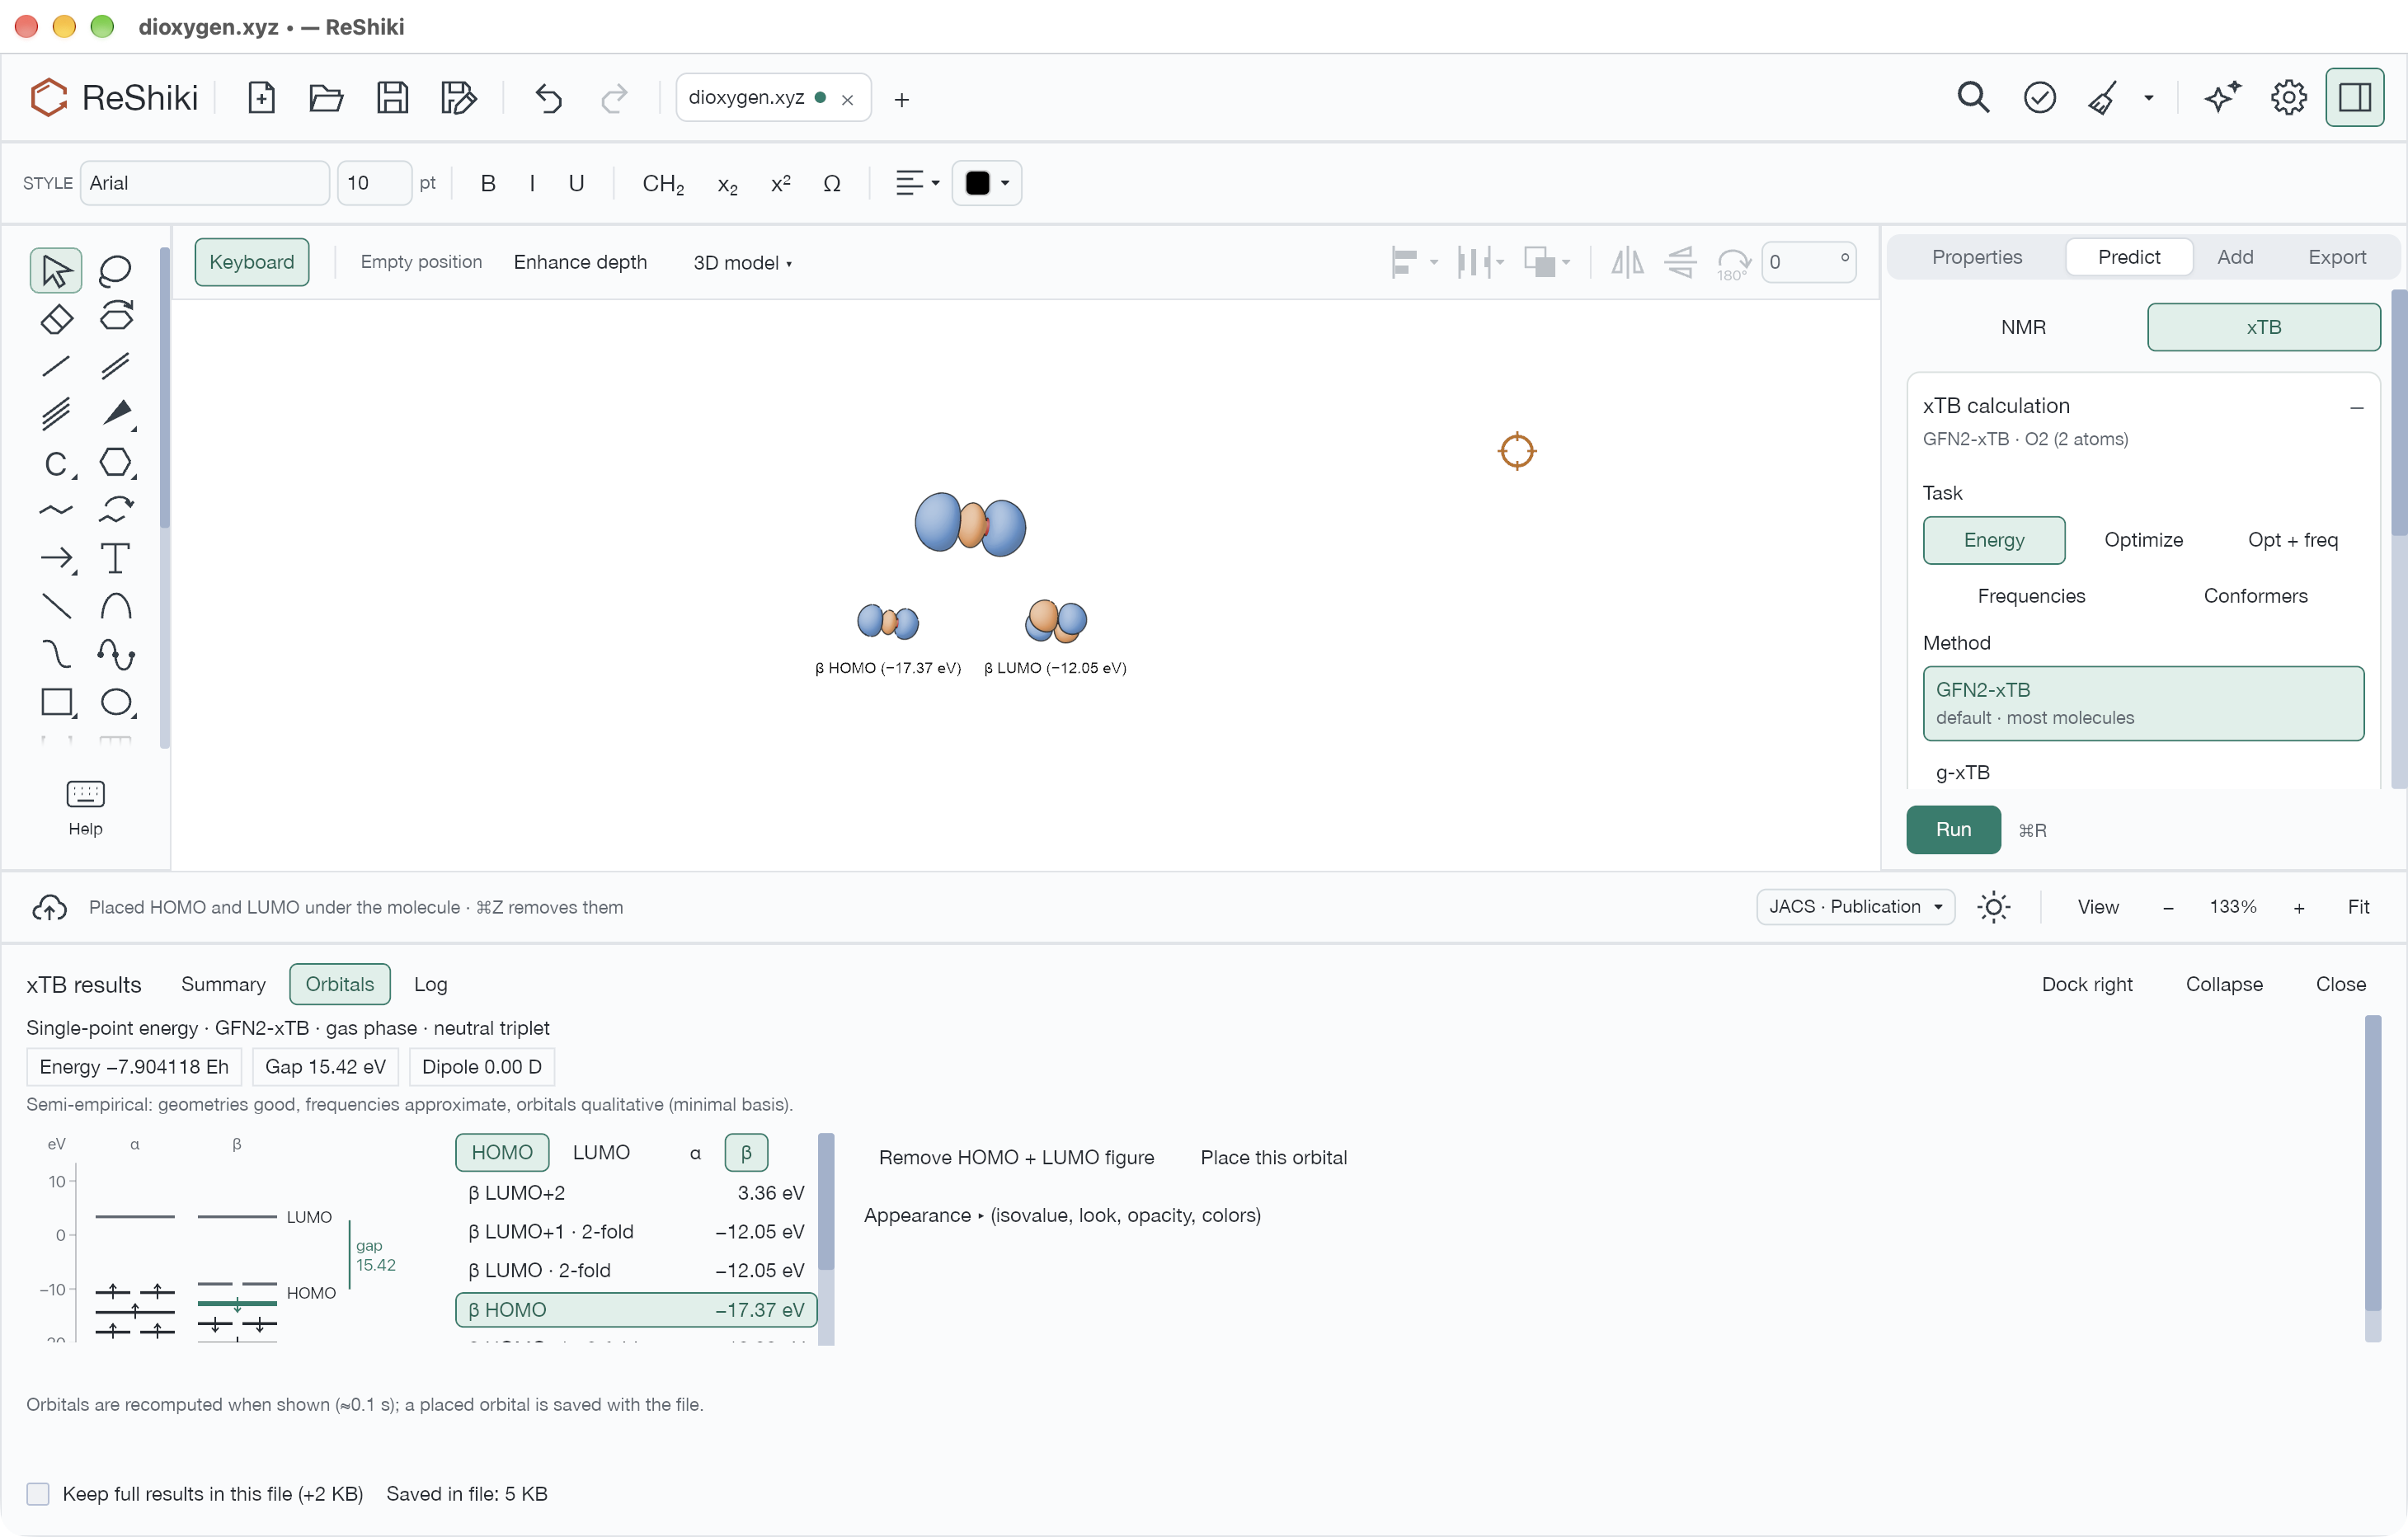 dioxygen.xyz • — ReShiki
ReShiki
dioxygen.xyz
STYLE Arial 10 pt B I U CH₂ x₂ x² Ω
Keyboard Empty position Enhance depth 3D model
180° 0 °
Properties Predict Add Export
NMR xTB
xTB calculation
GFN2-xTB · O2 (2 atoms)
Task
Energy Optimize Opt + freq
Frequencies Conformers
Method
GFN2-xTB
default · most molecules
g-xTB
Run ⌘R
C
T
Help
β HOMO (−17.37 eV) β LUMO (−12.05 eV)
Placed HOMO and LUMO under the molecule · ⌘Z removes them
JACS · Publication View − 133% + Fit
xTB results Summary Orbitals Log Dock right Collapse Close
Single-point energy · GFN2-xTB · gas phase · neutral triplet
Energy −7.904118 Eh Gap 15.42 eV Dipole 0.00 D
Semi-empirical: geometries good, frequencies approximate, orbitals qualitative (minimal basis).
eV α β
10
0
−10
LUMO
gap
15.42
HOMO
HOMO LUMO α β
β LUMO+2 3.36 eV
β LUMO+1 · 2-fold −12.05 eV
β LUMO · 2-fold −12.05 eV
β HOMO −17.37 eV
Remove HOMO + LUMO figure Place this orbital
Appearance ▸ (isovalue, look, opacity, colors)
Orbitals are recomputed when shown (≈0.1 s); a placed orbital is saved with the file.
Keep full results in this file (+2 KB) Saved in file: 5 KB